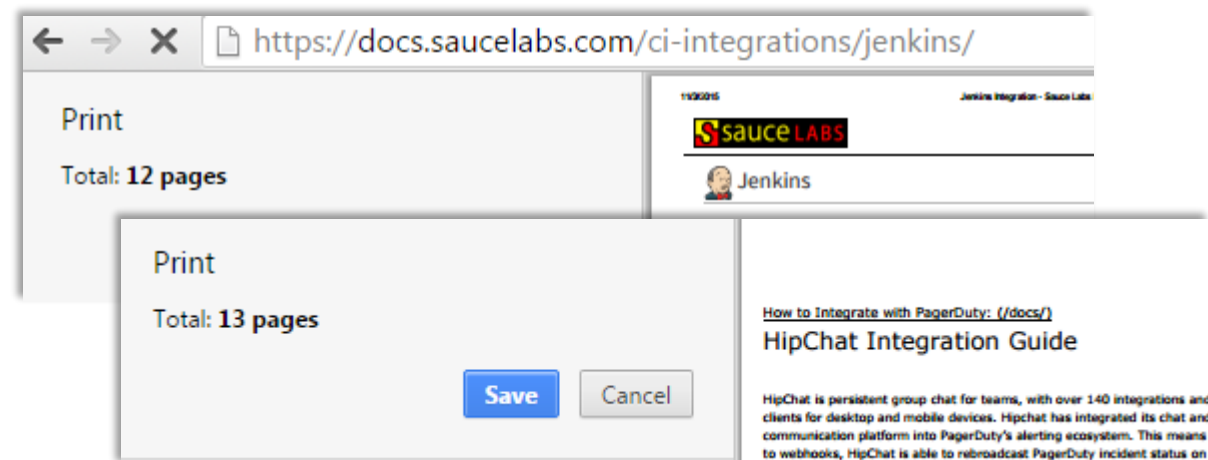 https://docs.saucelabs.com/ci-integrations/jenkins/
Print
Total: 12 pages
Jenkins Integration - Sauce Labs
sauce LABS
Jenkins
Print
Total: 13 pages
Save Cancel
How to Integrate with PagerDuty: (/docs/)
HipChat Integration Guide
HipChat is persistent group chat for teams, with over 140 integrations and
clients for desktop and mobile devices. Hipchat has integrated its chat and
communication platform into PagerDuty's alerting ecosystem. This means
to webhooks, HipChat is able to rebroadcast PagerDuty incident status on